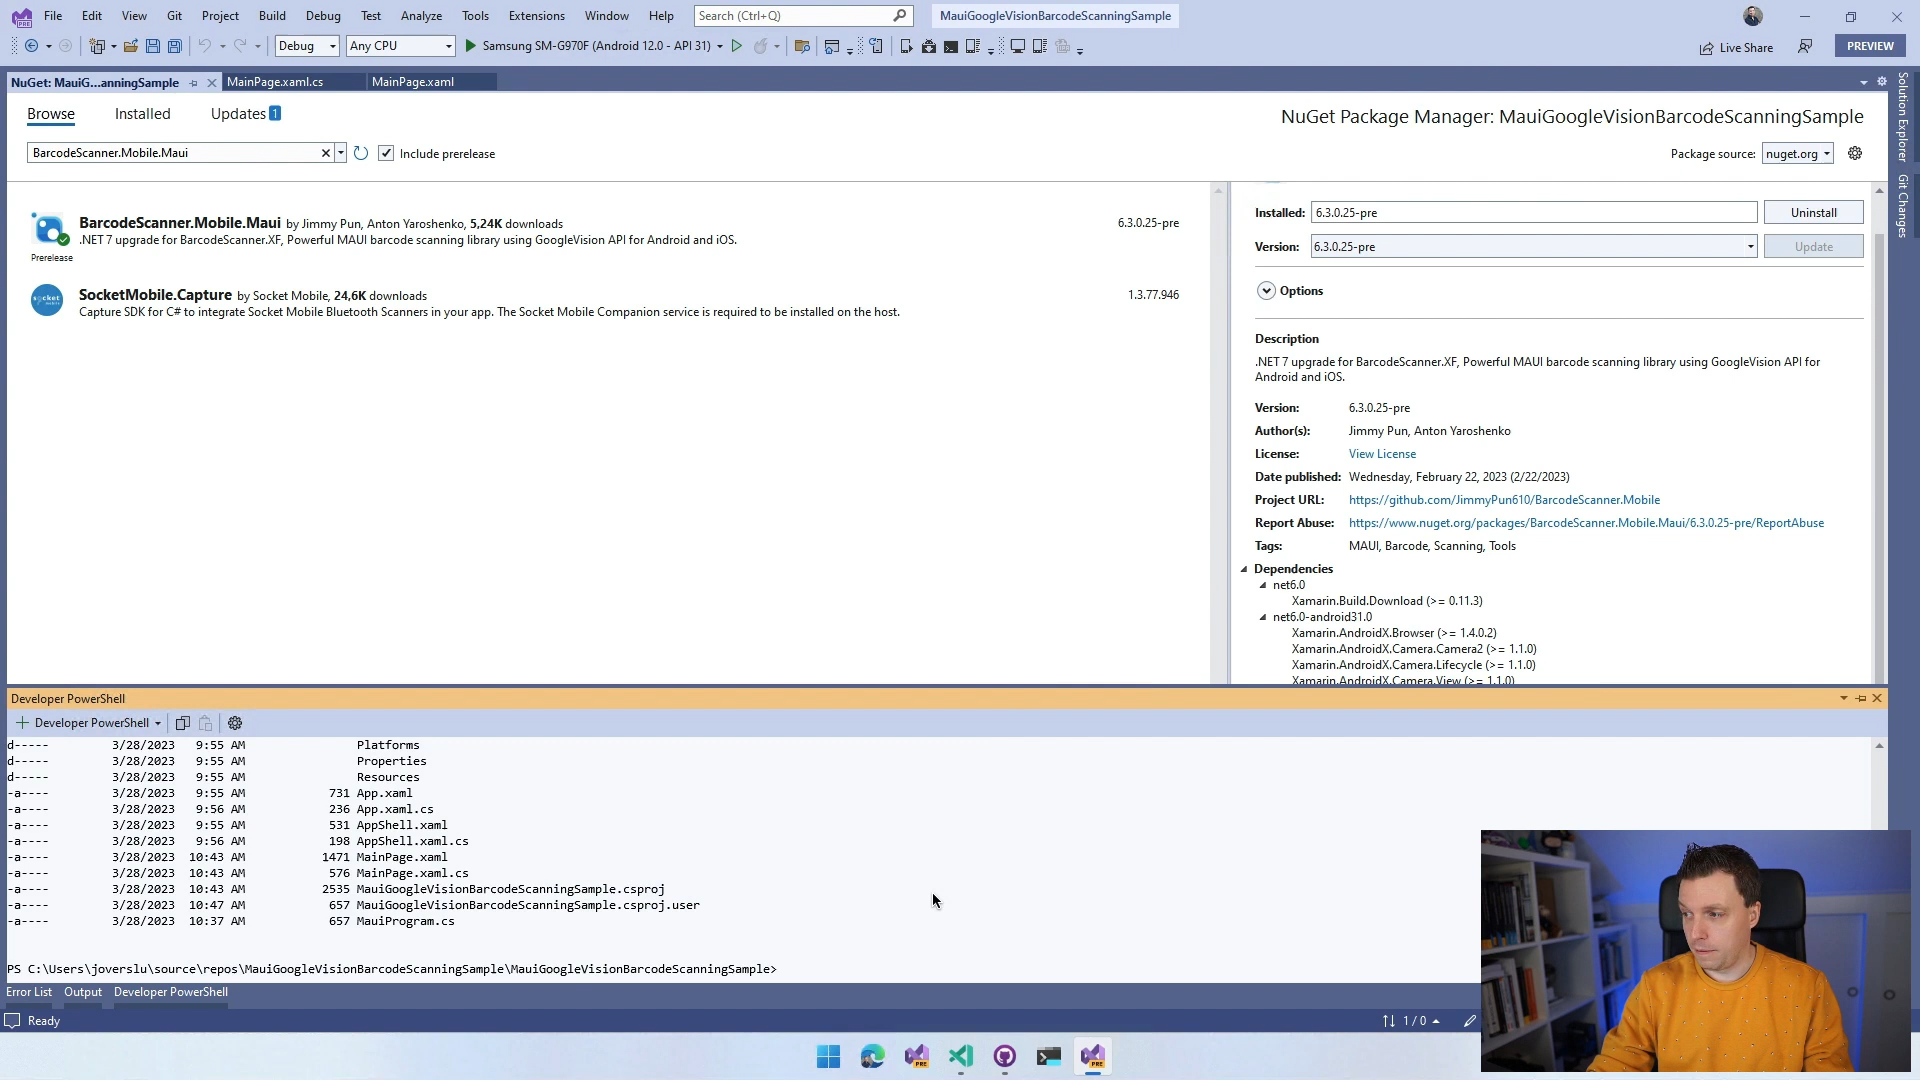 File Edit View Git Project Build Debug Test Analyze Tools Extensions Window Help Search (Ctrl+Q) MauiGoogleVisionBarcodeScanningSample
Debug Any CPU Samsung SM-G970F (Android 12.0 - API 31) Live Share PREVIEW
NuGet: MauiG...anningSample MainPage.xaml.cs MainPage.xaml
Solution Explorer
Git Changes
Browse Installed Updates 1
NuGet Package Manager: MauiGoogleVisionBarcodeScanningSample
BarcodeScanner.Mobile.Maui Include prerelease
Package source: nuget.org
BarcodeScanner.Mobile.Maui by Jimmy Pun, Anton Yaroshenko, 5,24K downloads 6.3.0.25-pre
.NET 7 upgrade for BarcodeScanner.XF, Powerful MAUI barcode scanning library using GoogleVision API for Android and iOS.
Prerelease
SocketMobile.Capture by Socket Mobile, 24,6K downloads 1.3.77.946
Capture SDK for C# to integrate Socket Mobile Bluetooth Scanners in your app. The Socket Mobile Companion service is required to be installed on the host.
Installed: 6.3.0.25-pre Uninstall
Version: 6.3.0.25-pre Update
Options
Description
.NET 7 upgrade for BarcodeScanner.XF, Powerful MAUI barcode scanning library using GoogleVision API for
Android and iOS.
Version: 6.3.0.25-pre
Author(s): Jimmy Pun, Anton Yaroshenko
License: View License
Date published: Wednesday, February 22, 2023 (2/22/2023)
Project URL: https://github.com/JimmyPun610/BarcodeScanner.Mobile
Report Abuse: https://www.nuget.org/packages/BarcodeScanner.Mobile.Maui/6.3.0.25-pre/ReportAbuse
Tags: MAUI, Barcode, Scanning, Tools
Dependencies
net6.0
Xamarin.Build.Download (>= 0.11.3)
net6.0-android31.0
Xamarin.AndroidX.Browser (>= 1.4.0.2)
Xamarin.AndroidX.Camera.Camera2 (>= 1.1.0)
Xamarin.AndroidX.Camera.Lifecycle (>= 1.1.0)
Xamarin.AndroidX.Camera.View (>= 1.1.0)
Developer PowerShell
Developer PowerShell
d----- 3/28/2023 9:55 AM Platforms
d----- 3/28/2023 9:55 AM Properties
d----- 3/28/2023 9:55 AM Resources
-a---- 3/28/2023 9:55 AM 731 App.xaml
-a---- 3/28/2023 9:56 AM 236 App.xaml.cs
-a---- 3/28/2023 9:55 AM 531 AppShell.xaml
-a---- 3/28/2023 9:56 AM 198 AppShell.xaml.cs
-a---- 3/28/2023 10:43 AM 1471 MainPage.xaml
-a---- 3/28/2023 10:43 AM 576 MainPage.xaml.cs
-a---- 3/28/2023 10:43 AM 2535 MauiGoogleVisionBarcodeScanningSample.csproj
-a---- 3/28/2023 10:47 AM 657 MauiGoogleVisionBarcodeScanningSample.csproj.user
-a---- 3/28/2023 10:37 AM 657 MauiProgram.cs
PS C:\Users\joverslu\source\repos\MauiGoogleVisionBarcodeScanningSample\MauiGoogleVisionBarcodeScanningSample>
Error List Output Developer PowerShell
Ready 1 / 0